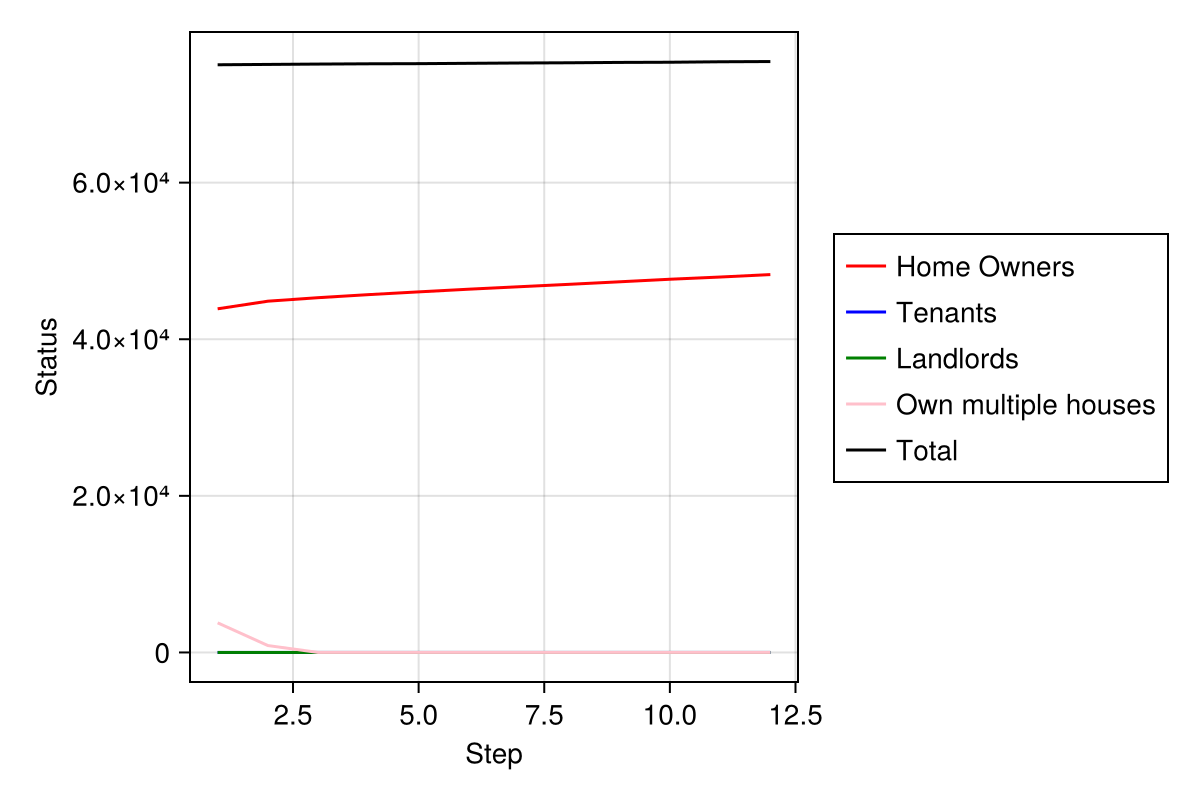 6.0×10⁴
4.0×10⁴
2.0×10⁴
0
Status
2.5 5.0 7.5 10.0 12.5
Step
Home Owners
Tenants
Landlords
Own multiple houses
Total